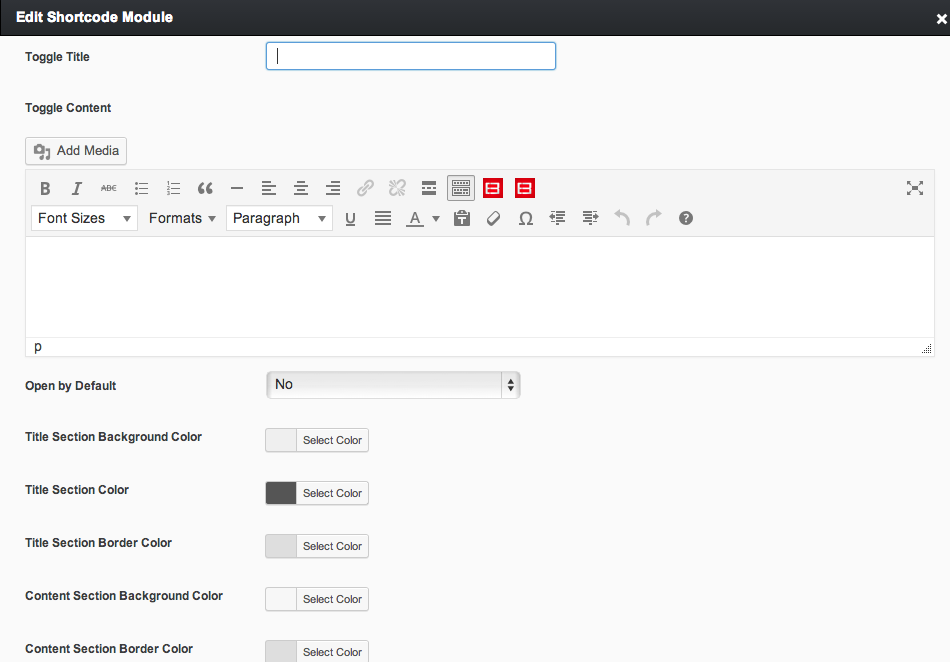 Edit Shortcode Module
Toggle Title
Toggle Content
Add Media
B I ABC
Font Sizes Formats Paragraph U A T Ω ?
p
Open by Default No
Title Section Background Color Select Color
Title Section Color Select Color
Title Section Border Color Select Color
Content Section Background Color Select Color
Content Section Border Color Select Color